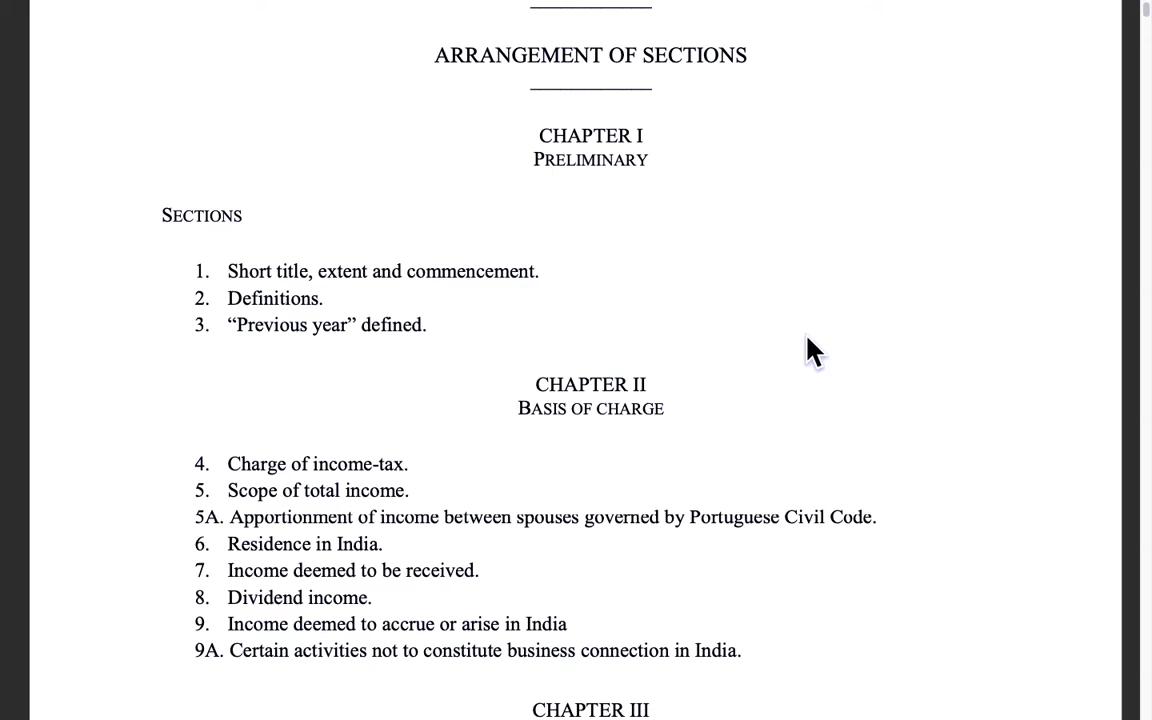 ARRANGEMENT OF SECTIONS
CHAPTER I
PRELIMINARY
SECTIONS
1. Short title, extent and commencement.
2. Definitions.
3. “Previous year” defined.
CHAPTER II
BASIS OF CHARGE
4. Charge of income-tax.
5. Scope of total income.
5A. Apportionment of income between spouses governed by Portuguese Civil Code.
6. Residence in India.
7. Income deemed to be received.
8. Dividend income.
9. Income deemed to accrue or arise in India
9A. Certain activities not to constitute business connection in India.
CHAPTER III